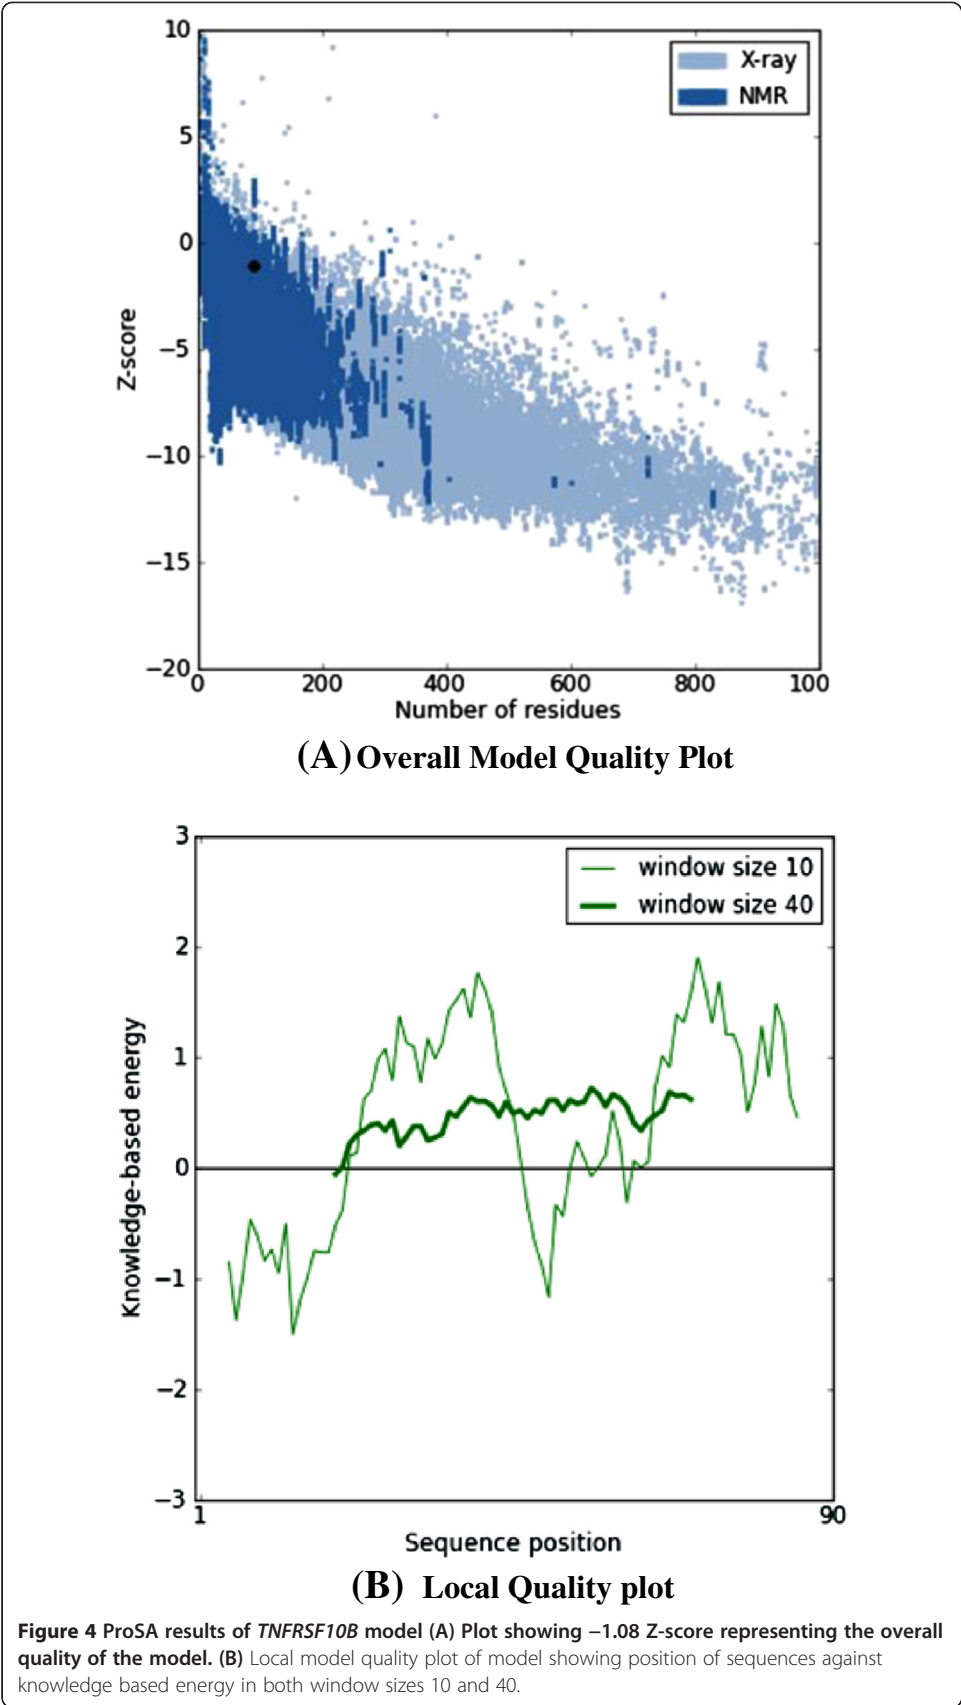 10
5
0
−5
−10
−15
−20
Z-score
X-ray
NMR
0 200 400 600 800 100
Number of residues
(A) Overall Model Quality Plot
3
2
1
0
−1
−2
−3
Knowledge-based energy
window size 10
window size 40
1 90
Sequence position
(B) Local Quality plot
Figure 4 ProSA results of TNFRSF10B model (A) Plot showing −1.08 Z-score representing the overall
quality of the model. (B) Local model quality plot of model showing position of sequences against
knowledge based energy in both window sizes 10 and 40.